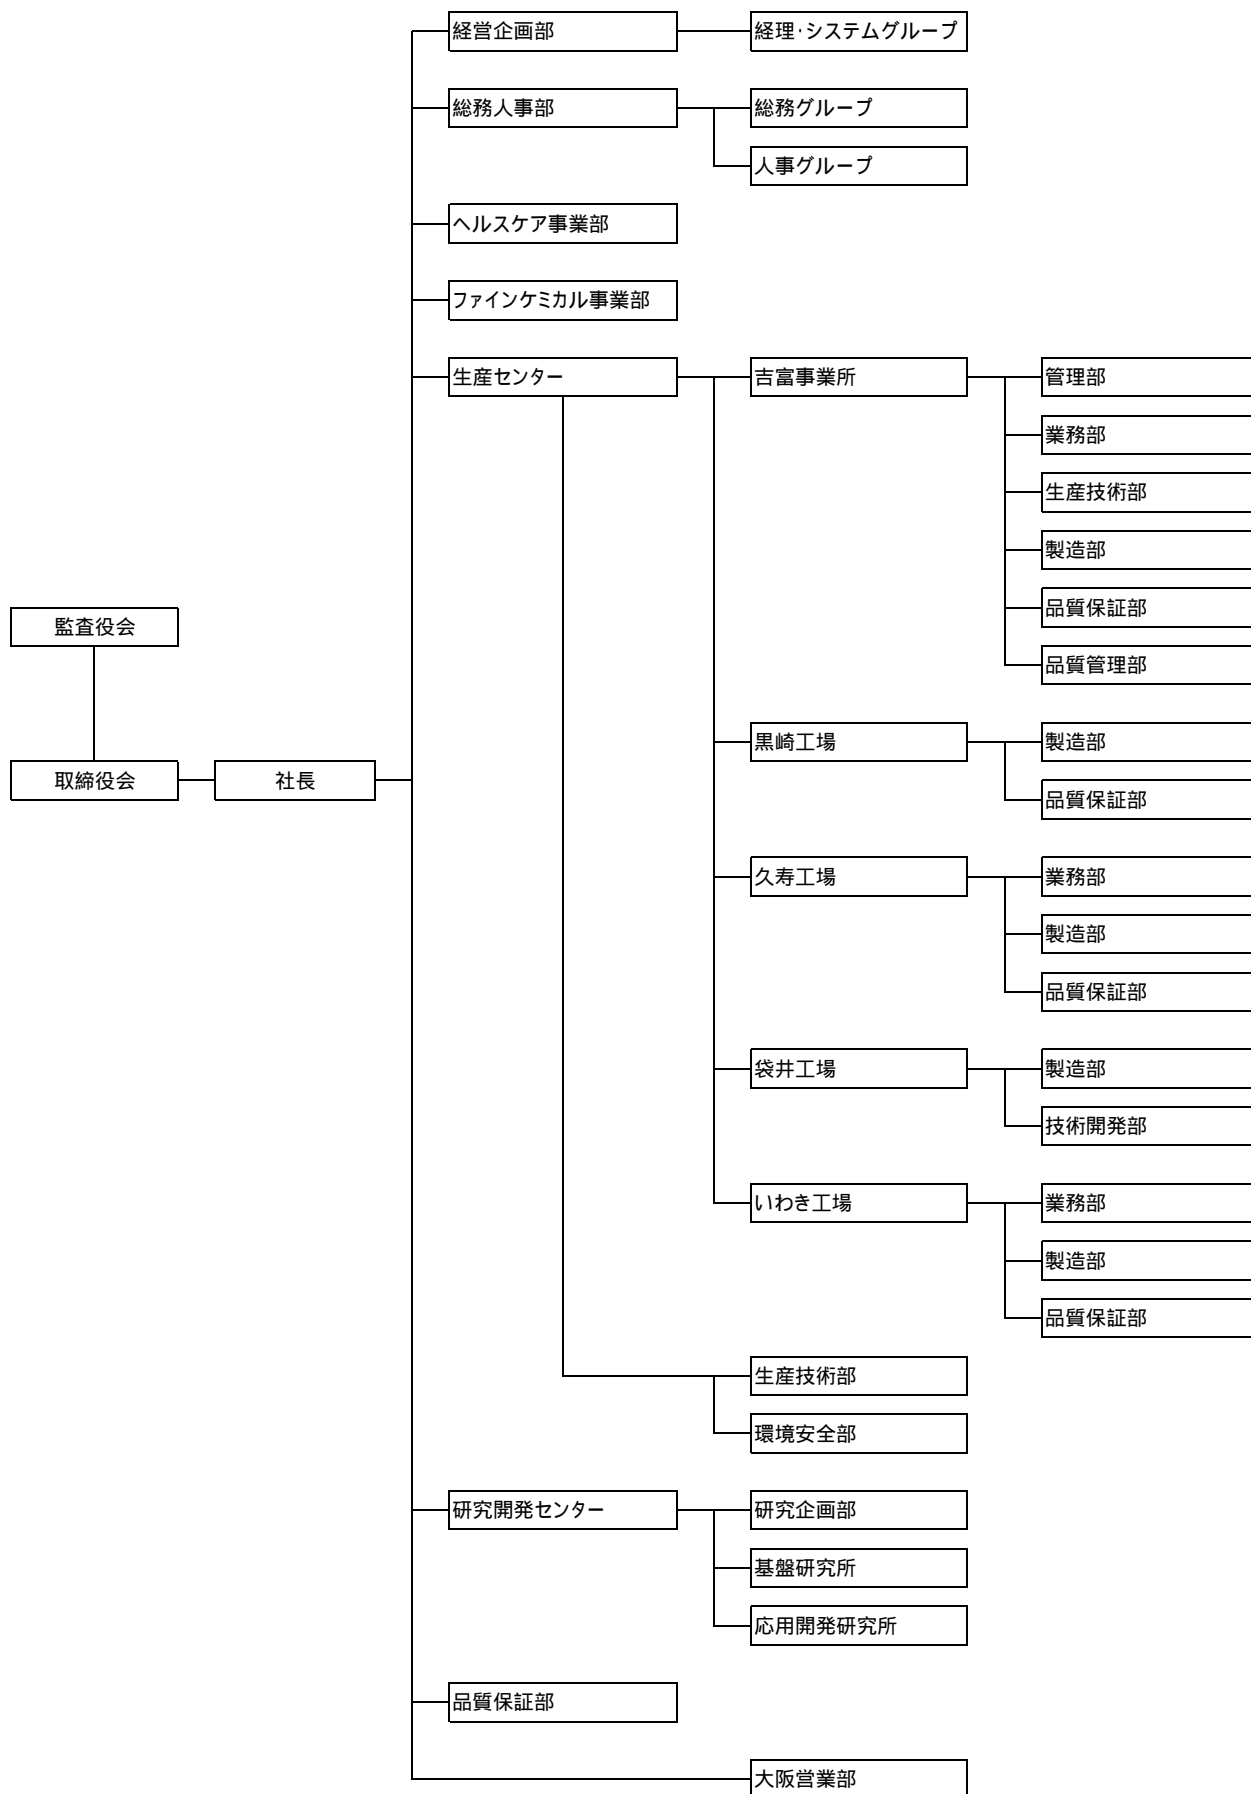 経営企画部
経理・システムグループ
総務人事部
総務グループ
人事グループ
ヘルスケア事業部
ファインケミカル事業部
生産センター
吉富事業所
管理部
業務部
生産技術部
製造部
品質保証部
品質管理部
監査役会
取締役会
社長
黒崎工場
製造部
品質保証部
久寿工場
業務部
製造部
品質保証部
袋井工場
製造部
技術開発部
いわき工場
業務部
製造部
品質保証部
生産技術部
環境安全部
研究開発センター
研究企画部
基盤研究所
応用開発研究所
品質保証部
大阪営業部